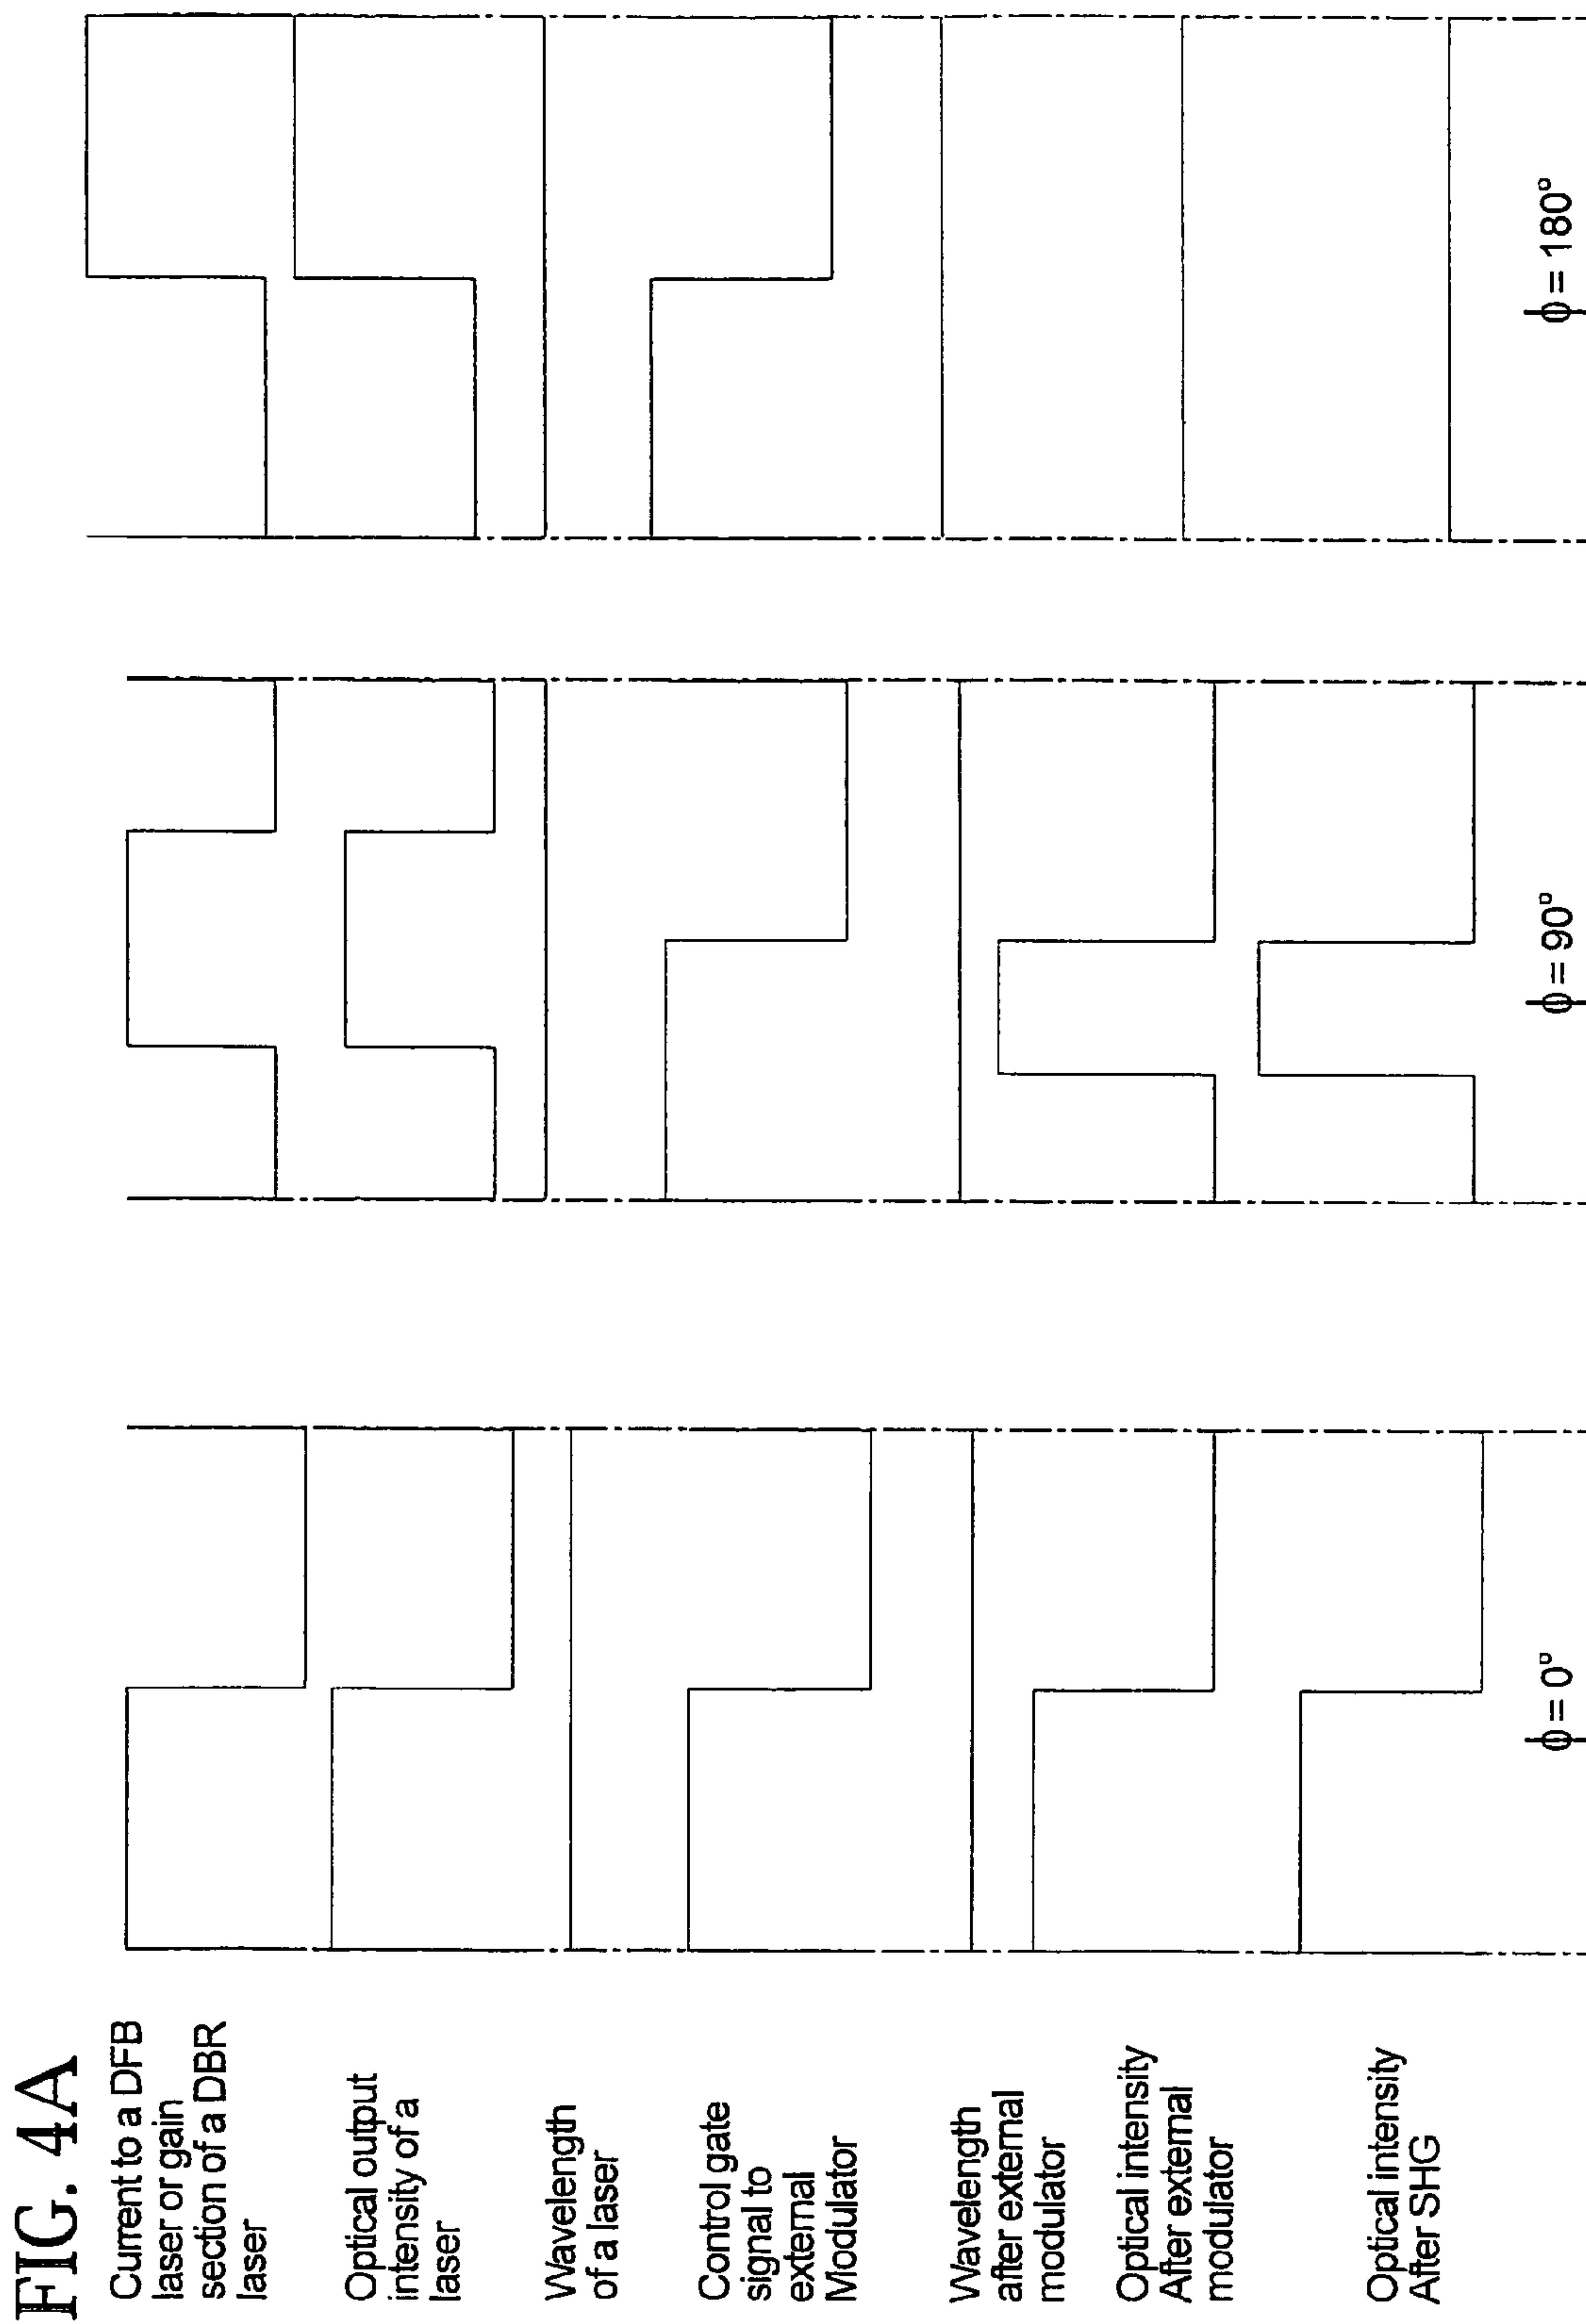 FIG. 4A
Current to a DFB
laser or gain
section of a DBR
laser
Optical output
intensity of a
laser
Wavelength
of a laser
Control gate
signal to
external
Modulator
Wavelength
after external
modulator
Optical intensity
After external
modulator
Optical intensity
After SHG
ϕ = 0°
ϕ = 90°
ϕ = 180°